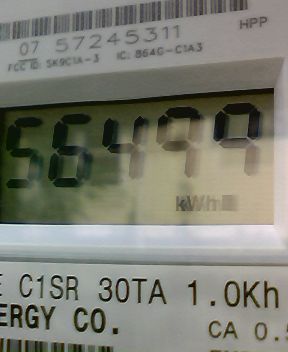 HPP
07 57245311
FCC ID: SK9C1A-3 IC: 864G-C1A3
56499
kWh
E C1SR 30TA 1.0Kh
ERGY CO.
CA 0.5